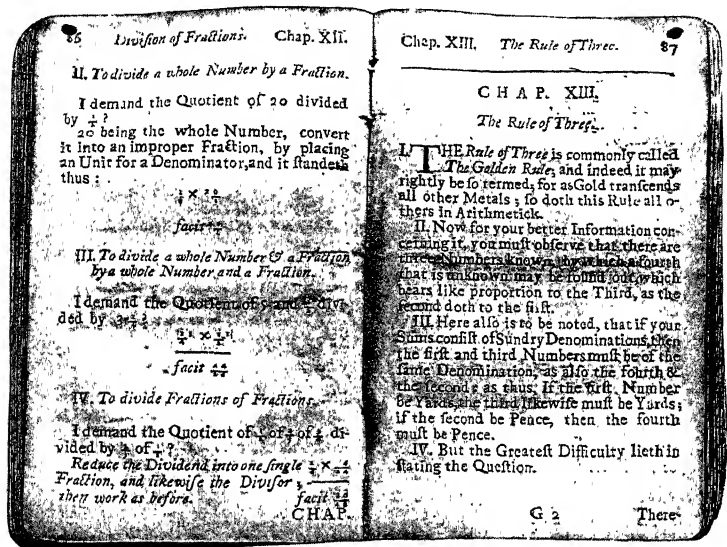 86 Division of Fractions. Chap. XII.
II. To divide a whole Number by a Fraction.
I demand the Quotient of 20 divided
by
20 being the whole Number, convert
it into an improper Fraction, by placing
an Unit for a Denominator, and it standeth
thus :
facit
III. To divide a whole Number & a Fraction
by a whole Number and a Fraction.
I demand the Quotient of and divi-
ded by
facit
IV. To divide Fractions of Fractions.
I demand the Quotient of of of di-
vided by of ?
Reduce the Dividend into one single
Fraction, and likewise the Divisor ,
then work as before. facit
CHAP.
Chap. XIII. The Rule of Three. 87
CHAP. XIII.
The Rule of Three.
I. THE Rule of Three is commonly called
The Golden Rule; and indeed it may
rightly be so termed; for as Gold transcends
all other Metals ; so doth this Rule all o-
thers in Arithmetick.
II. Now for your better Information con-
cerning it, you must observe that there are
three Numbers known, by which a fourth
that is unknown may be found out, which
bears like proportion to the Third, as the
second doth to the first.
III. Here also is to be noted, that if your
Sums consist of Sundry Denominations, then
the first and third Numbers must be of the
same Denomination, as also the fourth &
the second; as thus: If the first Number
be Yards, the third likewise must be Yards;
if the second be Pence, then the fourth
must be Pence.
IV. But the Greatest Difficulty lieth in
stating the Question.
G 2 There-